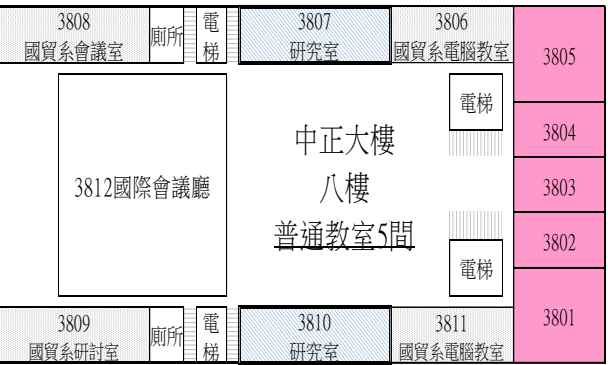 3808
國貿系會議室
廁所
電
梯
3807
研究室
3806
國貿系電腦教室
3805
電梯
3804
中正大樓
八樓
普通教室5間
3812國際會議廳
3803
3802
電梯
3801
3809
國貿系研討室
廁所
電
梯
3810
研究室
3811
國貿系電腦教室